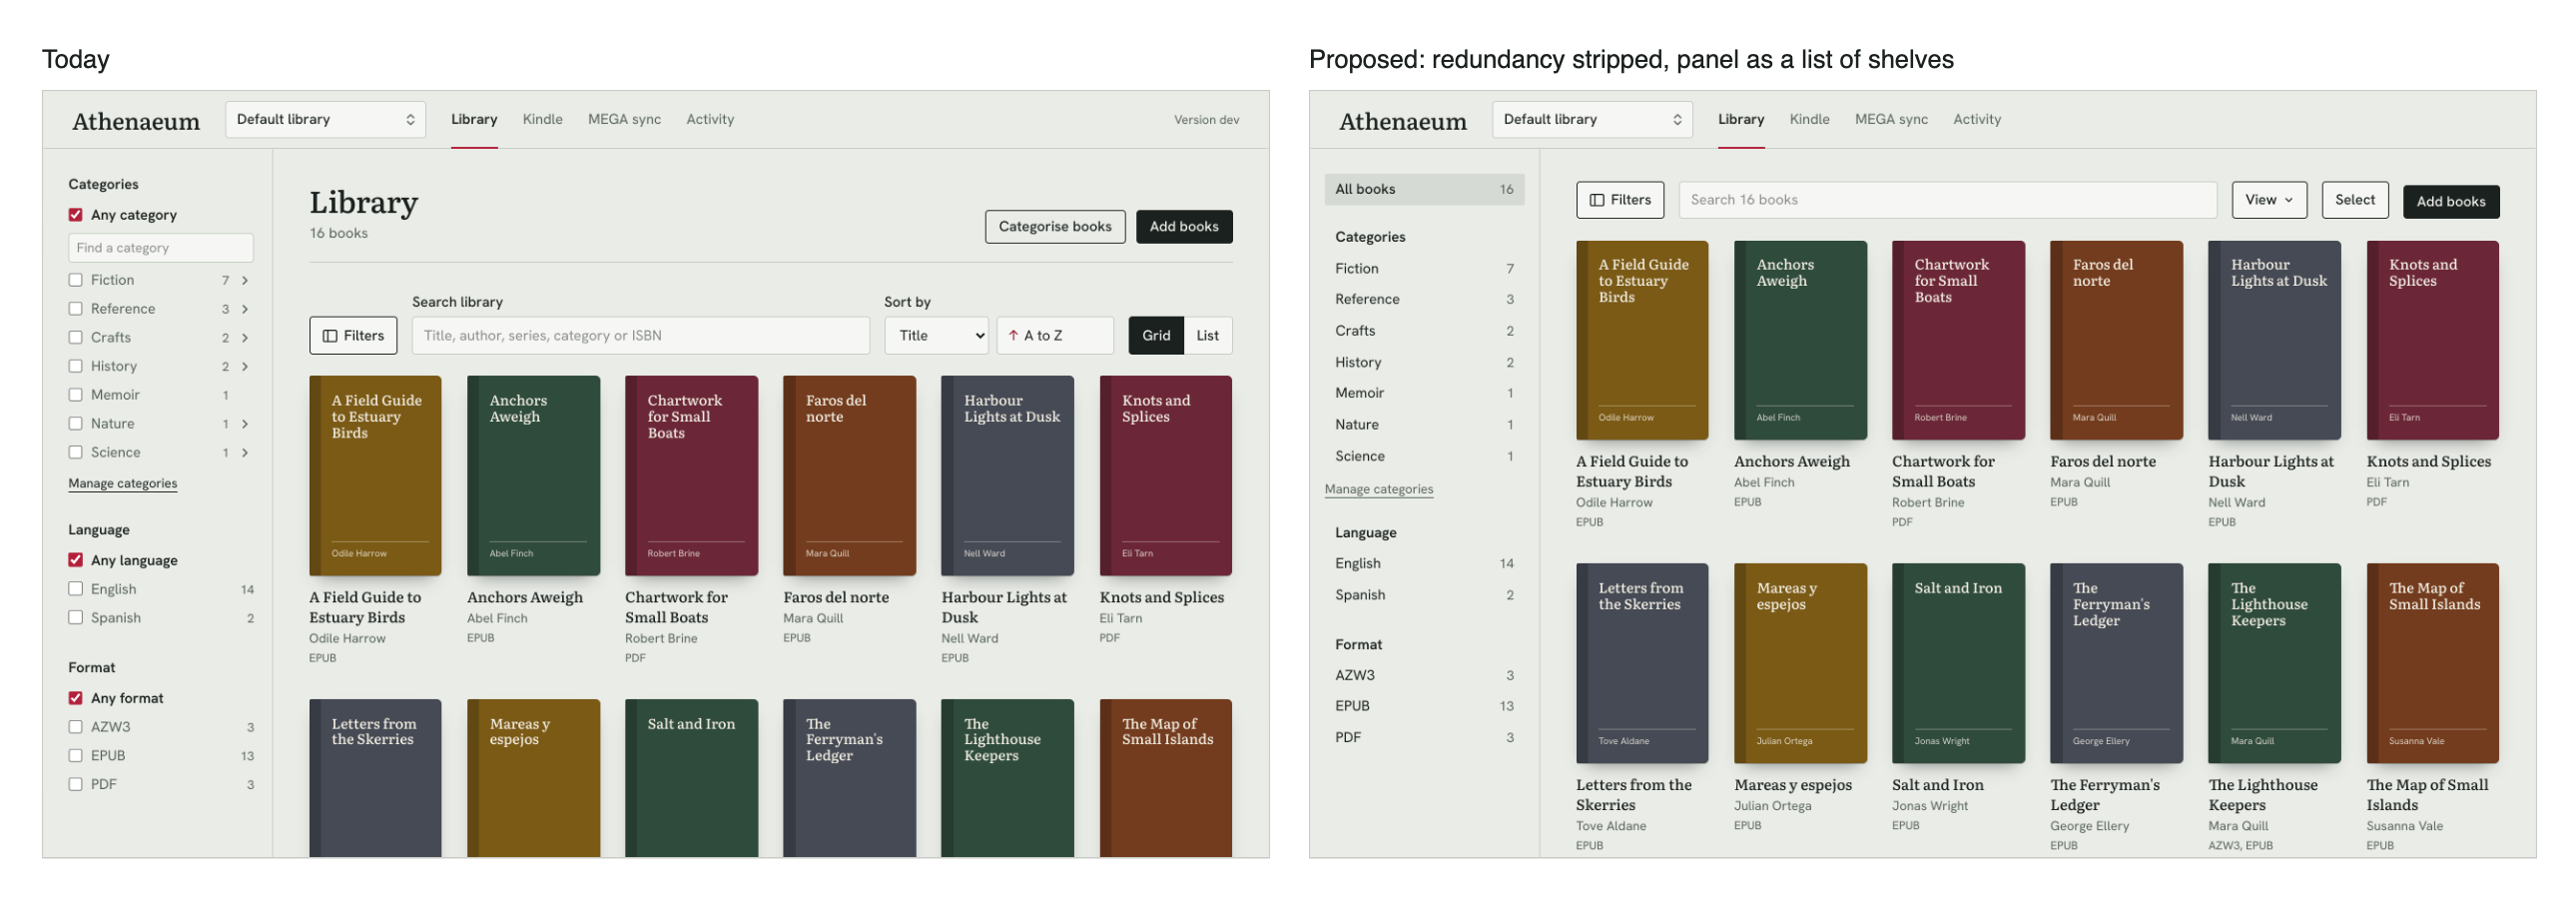 Today
Athenaeum
Default library
Library
Kindle
MEGA sync
Activity
Version dev
Categories
Any category
Find a category
Fiction 7
Reference 3
Crafts 2
History 2
Memoir 1
Nature 1
Science 1
Manage categories
Language
Any language
English 14
Spanish 2
Format
Any format
AZW3 3
EPUB 13
PDF 3
Library
16 books
Categorise books
Add books
Search library
Sort by
Filters
Title, author, series, category or ISBN
Title
↑ A to Z
Grid
List
A Field Guide
to Estuary
Birds
Odile Harrow
Anchors
Aweigh
Abel Finch
Chartwork
for Small
Boats
Robert Brine
Faros del
norte
Mara Quill
Harbour
Lights at Dusk
Nell Ward
Knots and
Splices
Eli Tarn
A Field Guide to
Estuary Birds
Odile Harrow
EPUB
Anchors Aweigh
Abel Finch
EPUB
Chartwork for
Small Boats
Robert Brine
PDF
Faros del norte
Mara Quill
EPUB
Harbour Lights at
Dusk
Nell Ward
EPUB
Knots and Splices
Eli Tarn
PDF
Letters from
the Skerries
Mareas y
espejos
Salt and Iron
The
Ferryman's
Ledger
The
Lighthouse
Keepers
The Map of
Small Islands
Proposed: redundancy stripped, panel as a list of shelves
Athenaeum
Default library
Library
Kindle
MEGA sync
Activity
All books 16
Categories
Fiction 7
Reference 3
Crafts 2
History 2
Memoir 1
Nature 1
Science 1
Manage categories
Language
English 14
Spanish 2
Format
AZW3 3
EPUB 13
PDF 3
Filters
Search 16 books
View
Select
Add books
A Field Guide
to Estuary
Birds
Odile Harrow
Anchors
Aweigh
Abel Finch
Chartwork
for Small
Boats
Robert Brine
Faros del
norte
Mara Quill
Harbour
Lights at Dusk
Nell Ward
Knots and
Splices
Eli Tarn
A Field Guide to
Estuary Birds
Odile Harrow
EPUB
Anchors Aweigh
Abel Finch
EPUB
Chartwork for
Small Boats
Robert Brine
PDF
Faros del norte
Mara Quill
EPUB
Harbour Lights at
Dusk
Nell Ward
EPUB
Knots and Splices
Eli Tarn
PDF
Letters from
the Skerries
Tove Aldane
Mareas y
espejos
Julian Ortega
Salt and Iron
Jonas Wright
The
Ferryman's
Ledger
George Ellery
The
Lighthouse
Keepers
Mara Quill
The Map of
Small Islands
Susanna Vale
Letters from the
Skerries
Tove Aldane
EPUB
Mareas y espejos
Julian Ortega
EPUB
Salt and Iron
Jonas Wright
EPUB
The Ferryman's
Ledger
George Ellery
EPUB
The Lighthouse
Keepers
Mara Quill
AZW3, EPUB
The Map of Small
Islands
Susanna Vale
EPUB